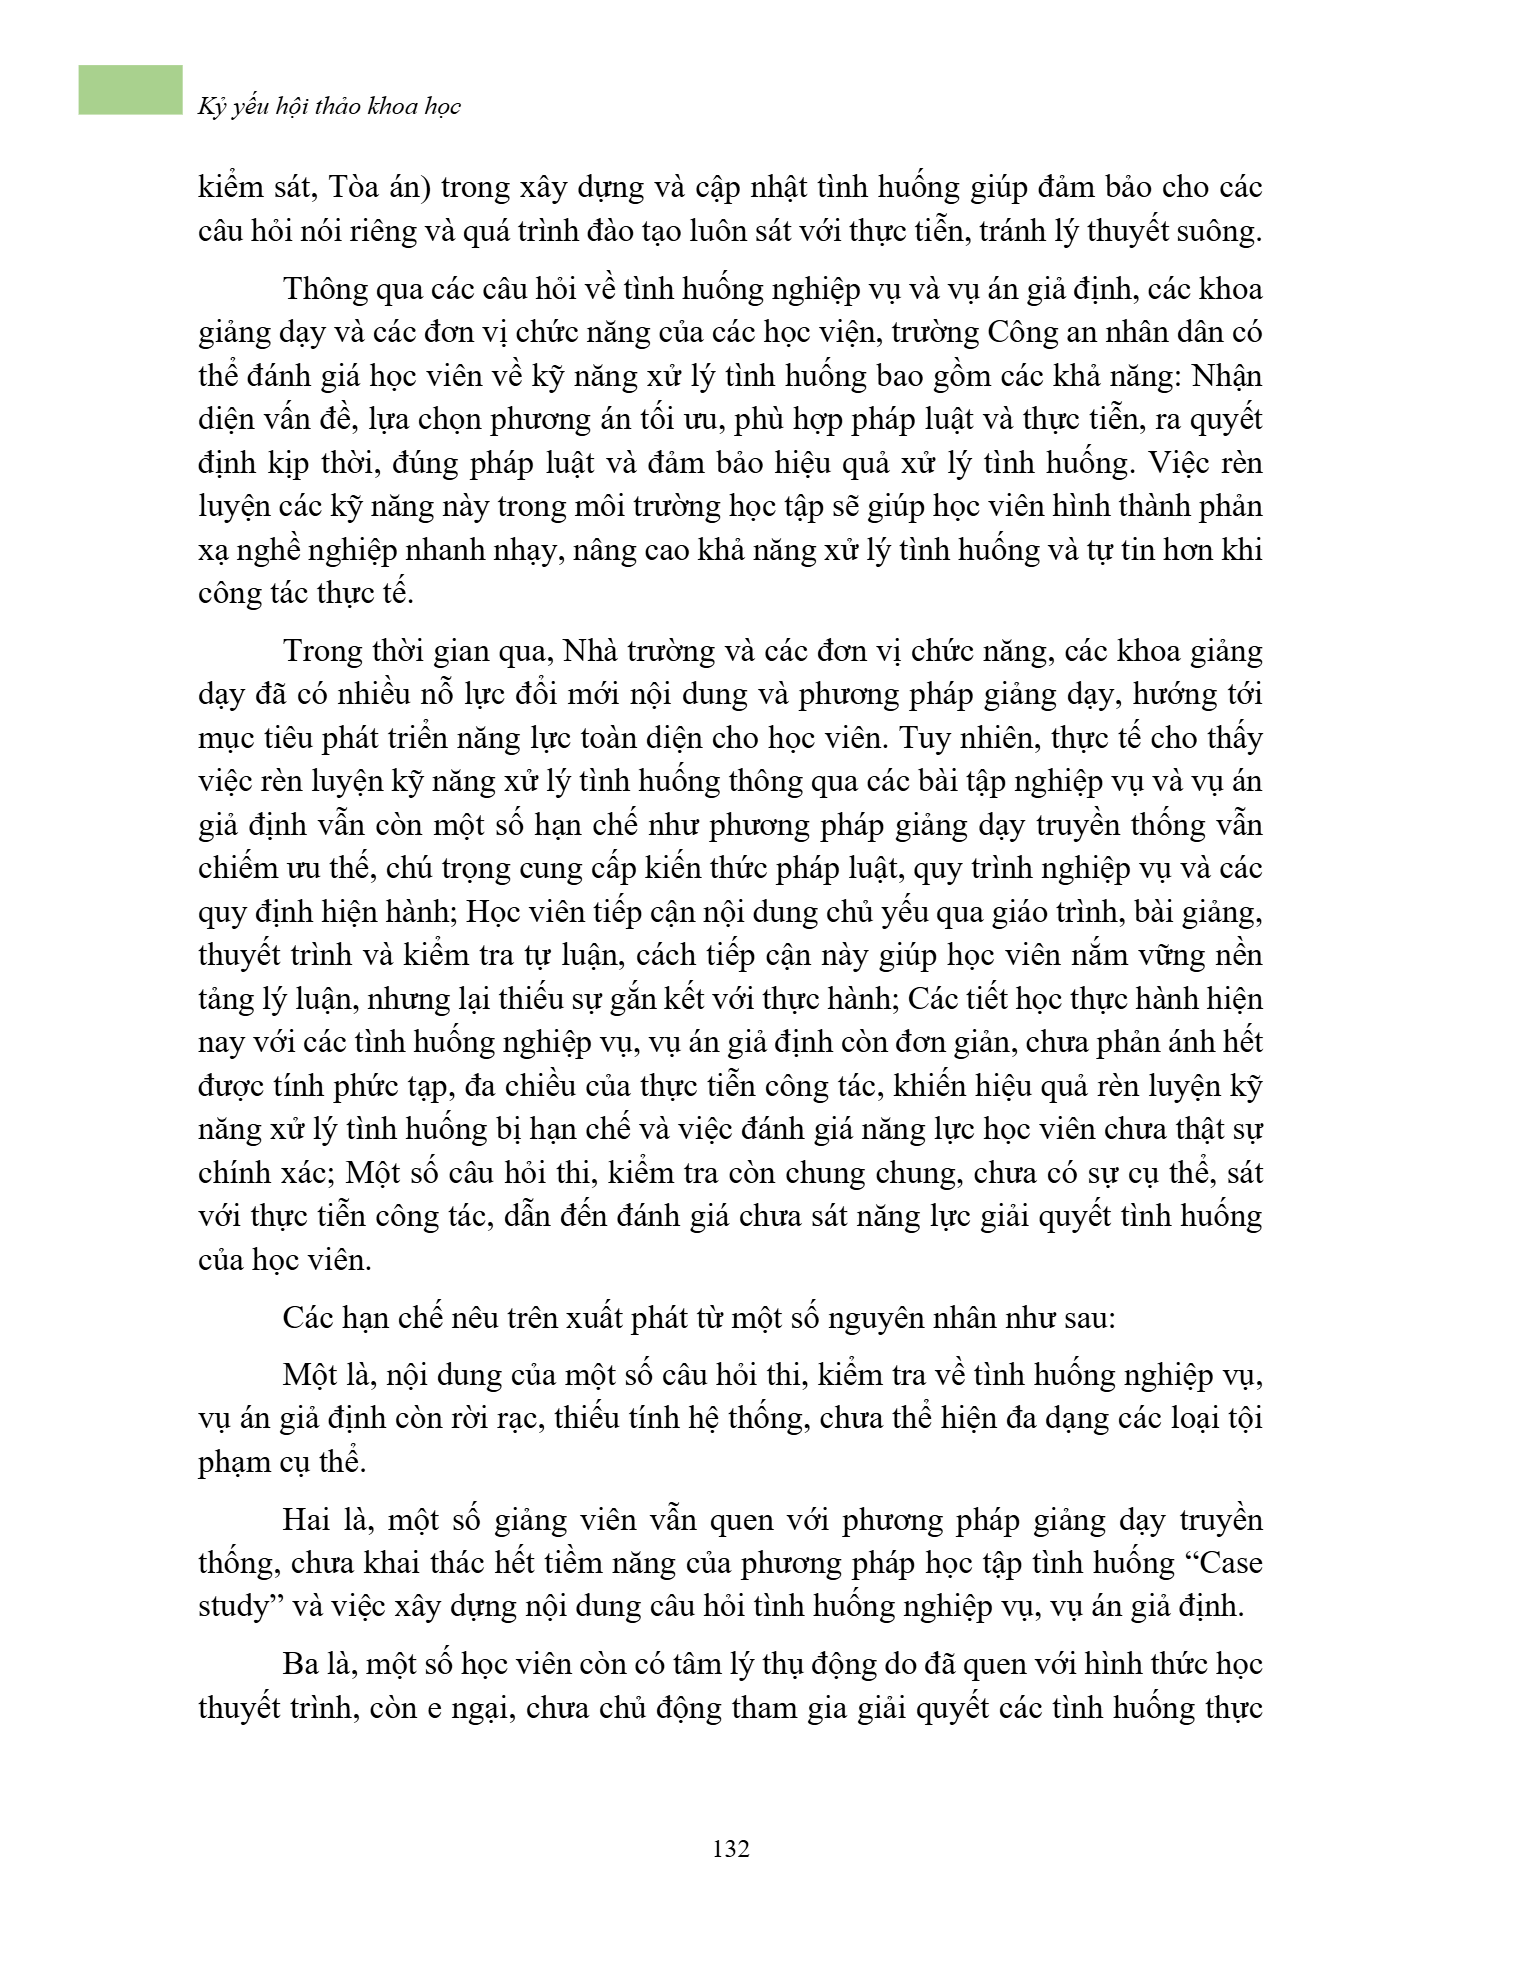 Kỷ yếu hội thảo khoa học
kiểm sát, Tòa án) trong xây dựng và cập nhật tình huống giúp đảm bảo cho các
câu hỏi nói riêng và quá trình đào tạo luôn sát với thực tiễn, tránh lý thuyết suông.
Thông qua các câu hỏi về tình huống nghiệp vụ và vụ án giả định, các khoa
giảng dạy và các đơn vị chức năng của các học viện, trường Công an nhân dân có
thể đánh giá học viên về kỹ năng xử lý tình huống bao gồm các khả năng: Nhận
diện vấn đề, lựa chọn phương án tối ưu, phù hợp pháp luật và thực tiễn, ra quyết
định kịp thời, đúng pháp luật và đảm bảo hiệu quả xử lý tình huống. Việc rèn
luyện các kỹ năng này trong môi trường học tập sẽ giúp học viên hình thành phản
xạ nghề nghiệp nhanh nhạy, nâng cao khả năng xử lý tình huống và tự tin hơn khi
công tác thực tế.
Trong thời gian qua, Nhà trường và các đơn vị chức năng, các khoa giảng
dạy đã có nhiều nỗ lực đổi mới nội dung và phương pháp giảng dạy, hướng tới
mục tiêu phát triển năng lực toàn diện cho học viên. Tuy nhiên, thực tế cho thấy
việc rèn luyện kỹ năng xử lý tình huống thông qua các bài tập nghiệp vụ và vụ án
giả định vẫn còn một số hạn chế như phương pháp giảng dạy truyền thống vẫn
chiếm ưu thế, chú trọng cung cấp kiến thức pháp luật, quy trình nghiệp vụ và các
quy định hiện hành; Học viên tiếp cận nội dung chủ yếu qua giáo trình, bài giảng,
thuyết trình và kiểm tra tự luận, cách tiếp cận này giúp học viên nắm vững nền
tảng lý luận, nhưng lại thiếu sự gắn kết với thực hành; Các tiết học thực hành hiện
nay với các tình huống nghiệp vụ, vụ án giả định còn đơn giản, chưa phản ánh hết
được tính phức tạp, đa chiều của thực tiễn công tác, khiến hiệu quả rèn luyện kỹ
năng xử lý tình huống bị hạn chế và việc đánh giá năng lực học viên chưa thật sự
chính xác; Một số câu hỏi thi, kiểm tra còn chung chung, chưa có sự cụ thể, sát
với thực tiễn công tác, dẫn đến đánh giá chưa sát năng lực giải quyết tình huống
của học viên.
Các hạn chế nêu trên xuất phát từ một số nguyên nhân như sau:
Một là, nội dung của một số câu hỏi thi, kiểm tra về tình huống nghiệp vụ,
vụ án giả định còn rời rạc, thiếu tính hệ thống, chưa thể hiện đa dạng các loại tội
phạm cụ thể.
Hai là, một số giảng viên vẫn quen với phương pháp giảng dạy truyền
thống, chưa khai thác hết tiềm năng của phương pháp học tập tình huống “Case
study” và việc xây dựng nội dung câu hỏi tình huống nghiệp vụ, vụ án giả định.
Ba là, một số học viên còn có tâm lý thụ động do đã quen với hình thức học
thuyết trình, còn e ngại, chưa chủ động tham gia giải quyết các tình huống thực
132